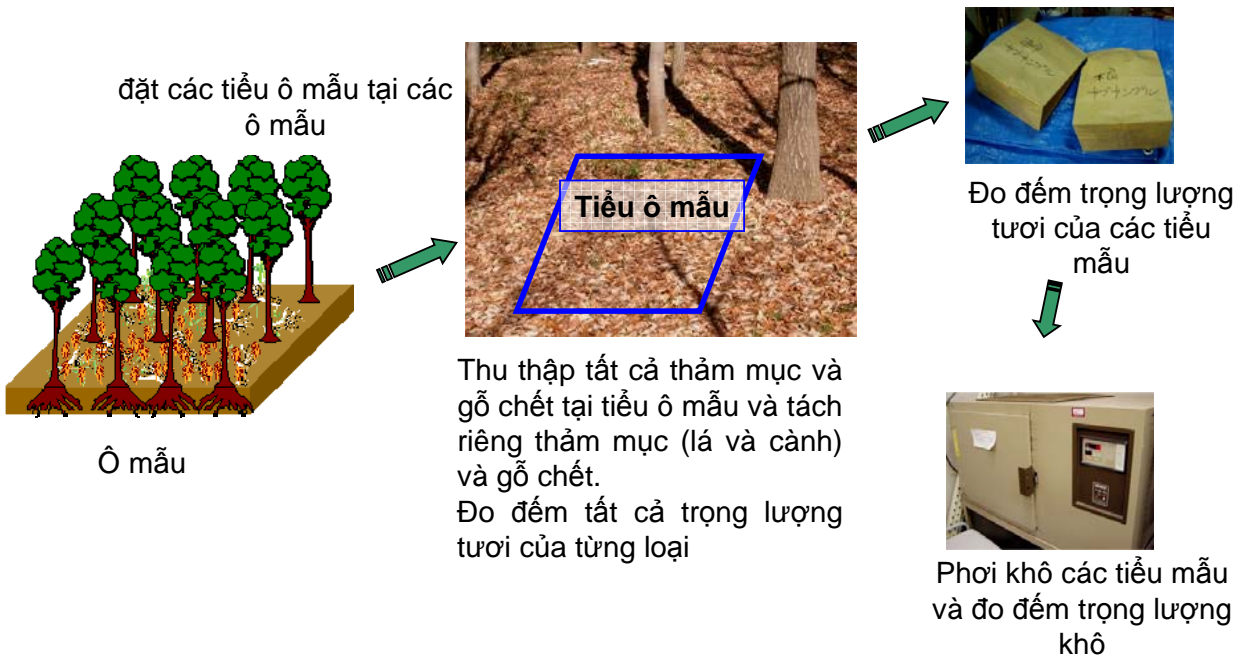 đặt các tiểu ô mẫu tại các
ô mẫu
Ô mẫu
Tiểu ô mẫu
Thu thập tất cả thảm mục và
gỗ chết tại tiểu ô mẫu và tách
riêng thảm mục (lá và cành)
và gỗ chết.
Đo đếm tất cả trọng lượng
tươi của từng loại
Đo đếm trọng lượng
tươi của các tiểu
mẫu
Phơi khô các tiểu mẫu
và đo đếm trọng lượng
khô